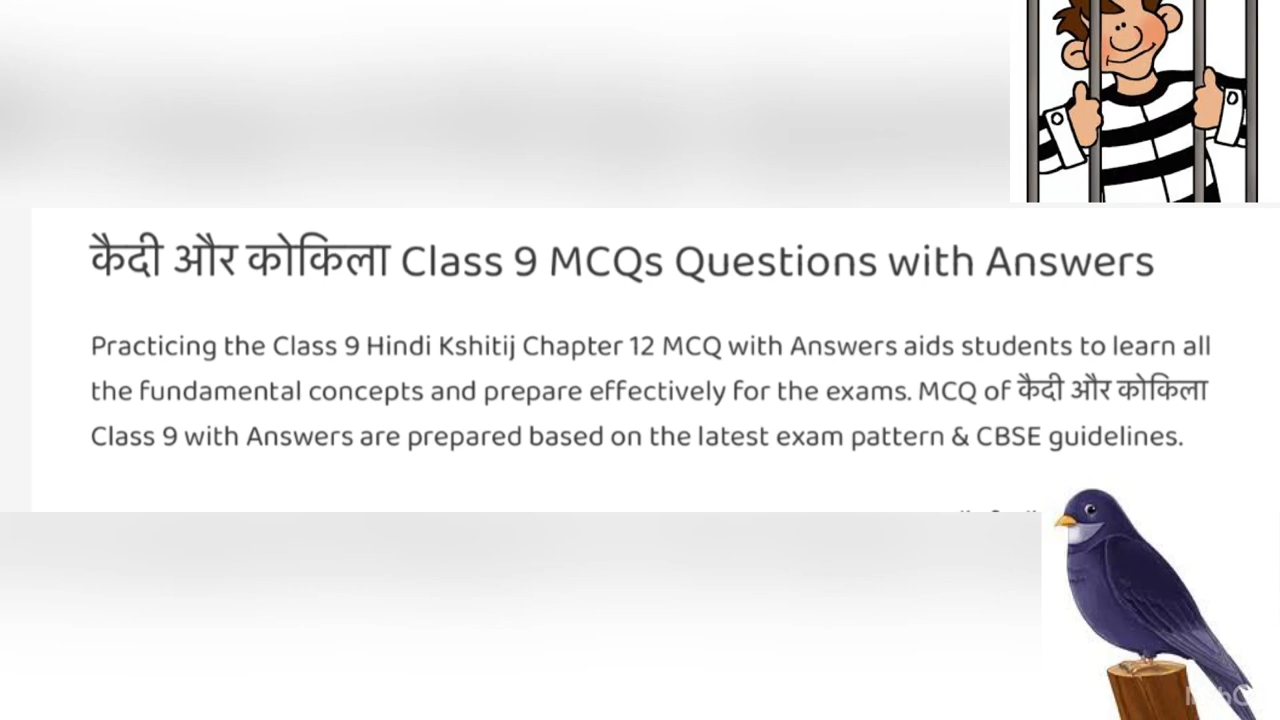 कैदी और कोकिला Class 9 MCQs Questions with Answers
Practicing the Class 9 Hindi Kshitij Chapter 12 MCQ with Answers aids students to learn all
the fundamental concepts and prepare effectively for the exams. MCQ of कैदी और कोकिला
Class 9 with Answers are prepared based on the latest exam pattern & CBSE guidelines.